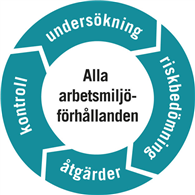 undersökning
riskbedömning
åtgärder
kontroll
Alla
arbetsmiljö-
förhållanden